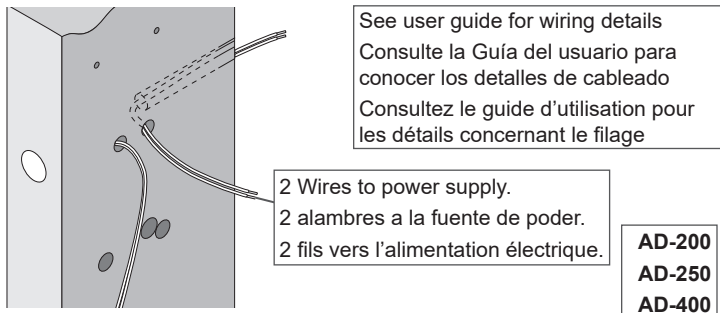 See user guide for wiring details
Consulte la Guía del usuario para
conocer los detalles de cableado
Consultez le guide d’utilisation pour
les détails concernant le filage
2 Wires to power supply.
2 alambres a la fuente de poder.
2 fils vers l’alimentation électrique.
AD-200
AD-250
AD-400